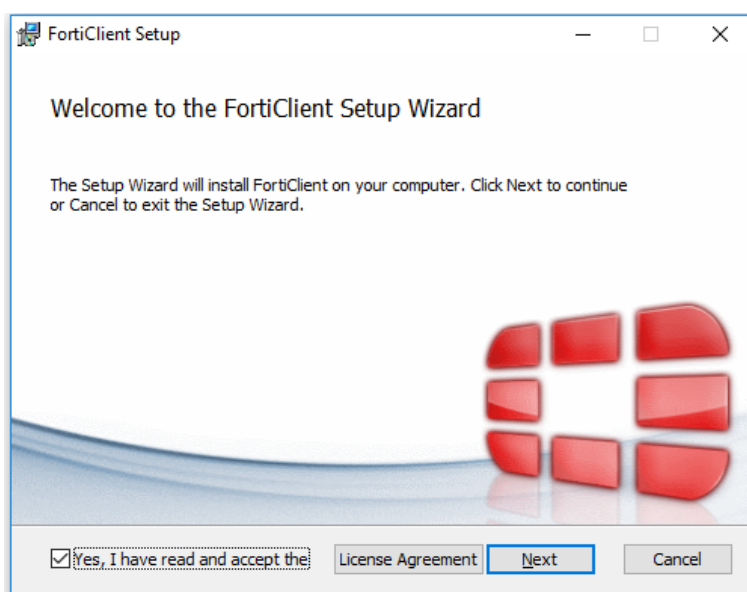 FortiClient Setup
Welcome to the FortiClient Setup Wizard
The Setup Wizard will install FortiClient on your computer. Click Next to continue
or Cancel to exit the Setup Wizard.
Yes, I have read and accept the License Agreement Next Cancel